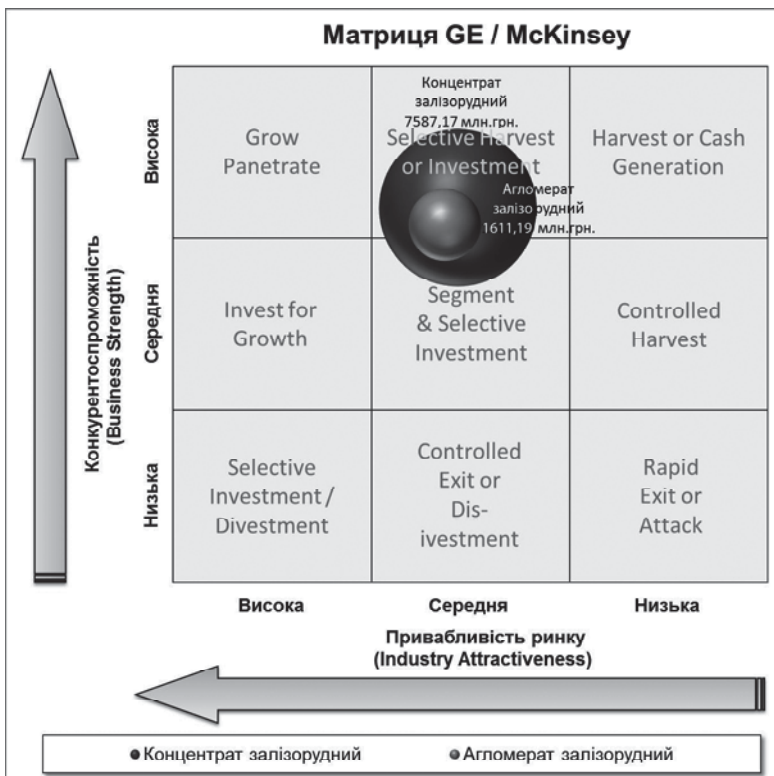 Матриця GE / McKinsey
Конкурентоспроможність
(Business Strength)
Висока
Середня
Низька
Grow
Panetrate
Концентрат
залізорудний
7587,17 млн.грн.
Selective Harvest
or Investment
Агломерат
залізорудний
1611,19 млн.грн.
Harvest or Cash
Generation
Invest for
Growth
Segment
& Selective
Investment
Controlled
Harvest
Selective
Investment /
Divestment
Controlled
Exit or
Dis-
ivestment
Rapid
Exit or
Attack
Висока
Середня
Низька
Привабливість ринку
(Industry Attractiveness)
Концентрат залізорудний
Агломерат залізорудний